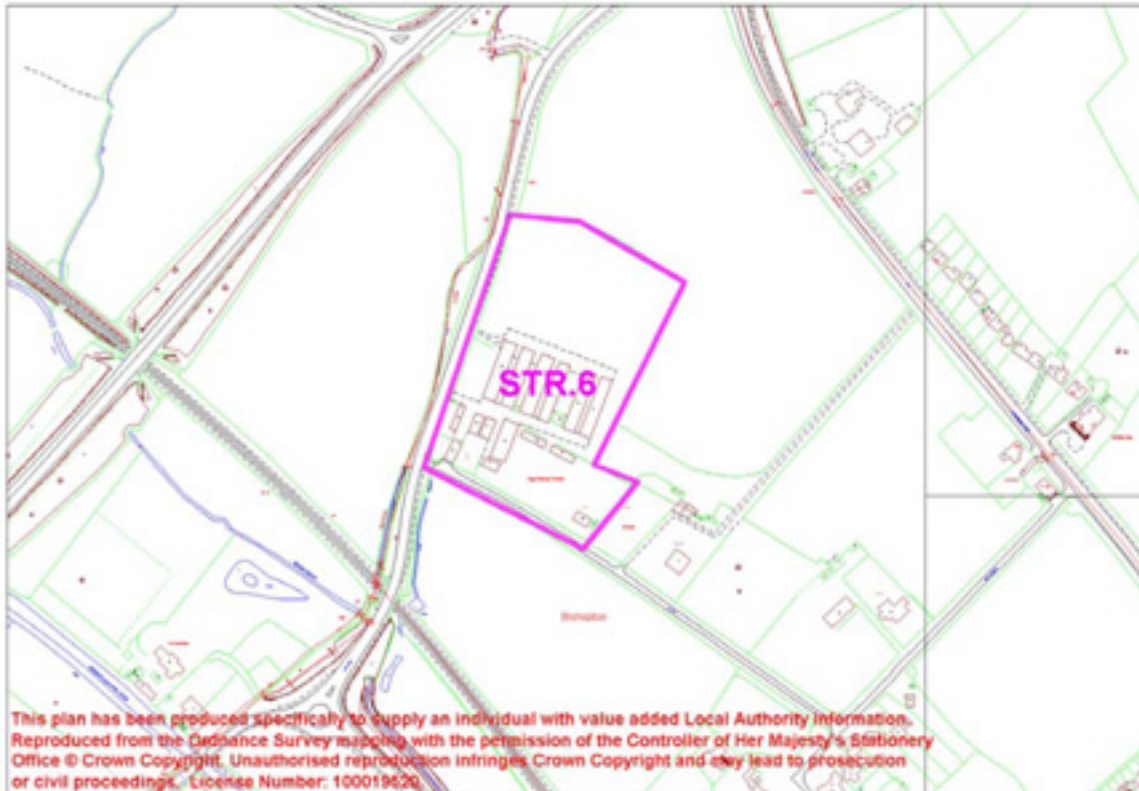 STR.6
Bishopton
This plan has been produced specifically to supply an individual with value added Local Authority Information.
Reproduced from the Ordnance Survey mapping with the permission of the Controller of Her Majesty's Stationery
Office © Crown Copyright. Unauthorised reproduction infringes Crown Copyright and may lead to prosecution
or civil proceedings. License Number: 100019520